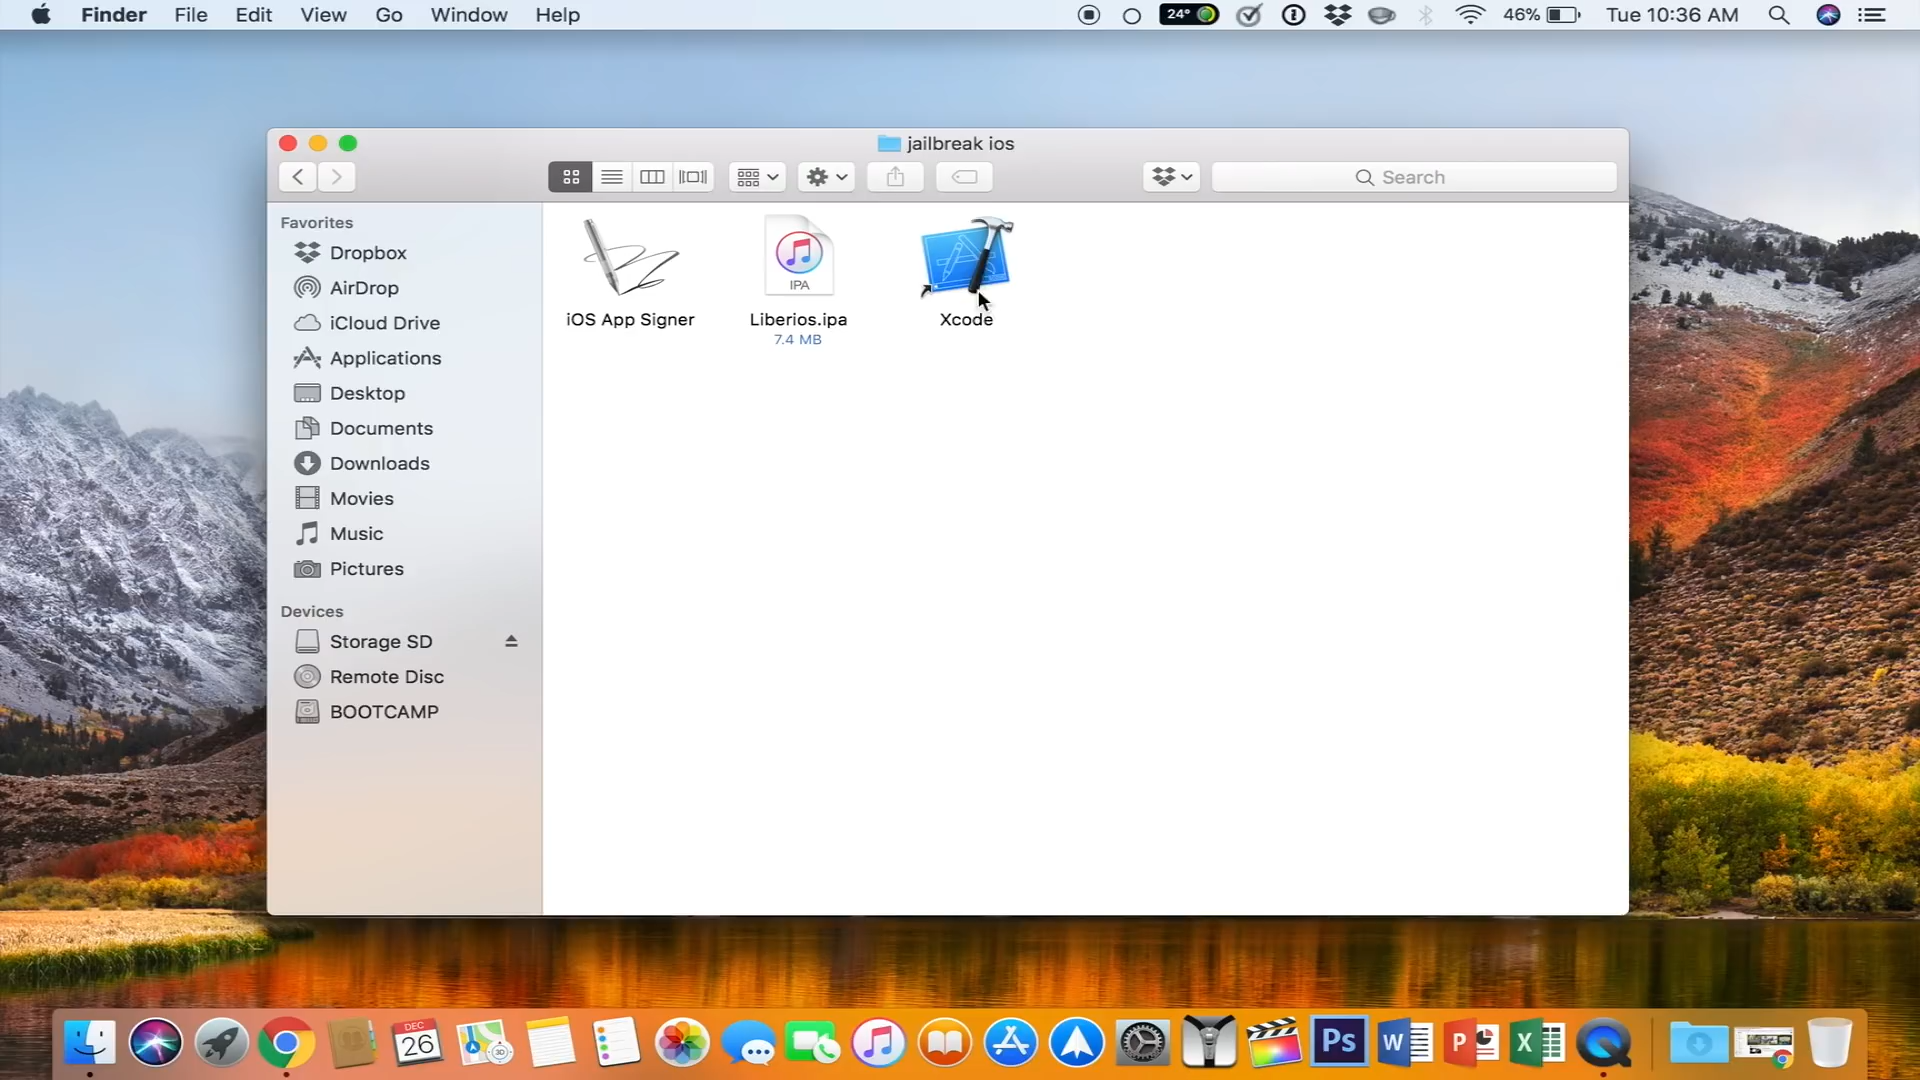 Finder File Edit View Go Window Help 24° 46% Tue 10:36 AM
jailbreak ios
Search
Favorites
Dropbox
AirDrop
iCloud Drive
Applications
Desktop
Documents
Downloads
Movies
Music
Pictures
Devices
Storage SD
Remote Disc
BOOTCAMP
IPA
iOS App Signer
Liberios.ipa
7.4 MB
Xcode
DEC
26
3D
Ps
W
P
X